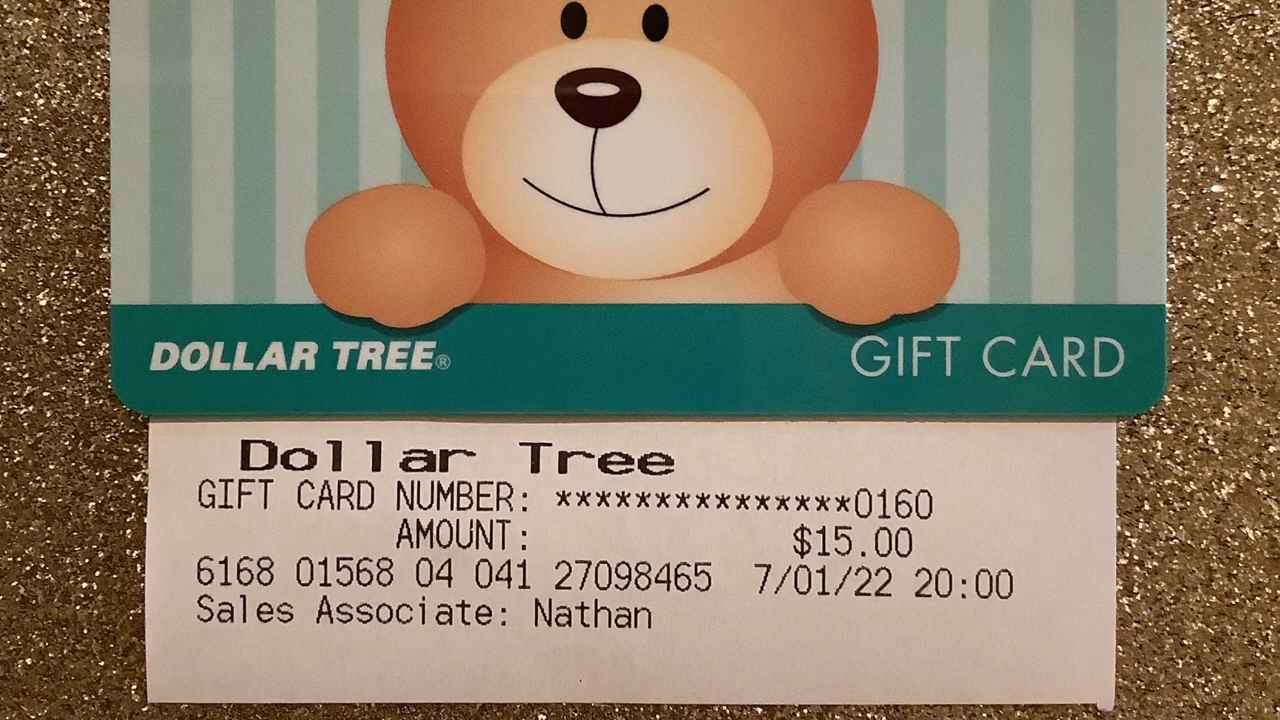 DOLLAR TREE® GIFT CARD
Dollar Tree
GIFT CARD NUMBER: ***************0160
AMOUNT: $15.00
6168 01568 04 041 27098465 7/01/22 20:00
Sales Associate: Nathan